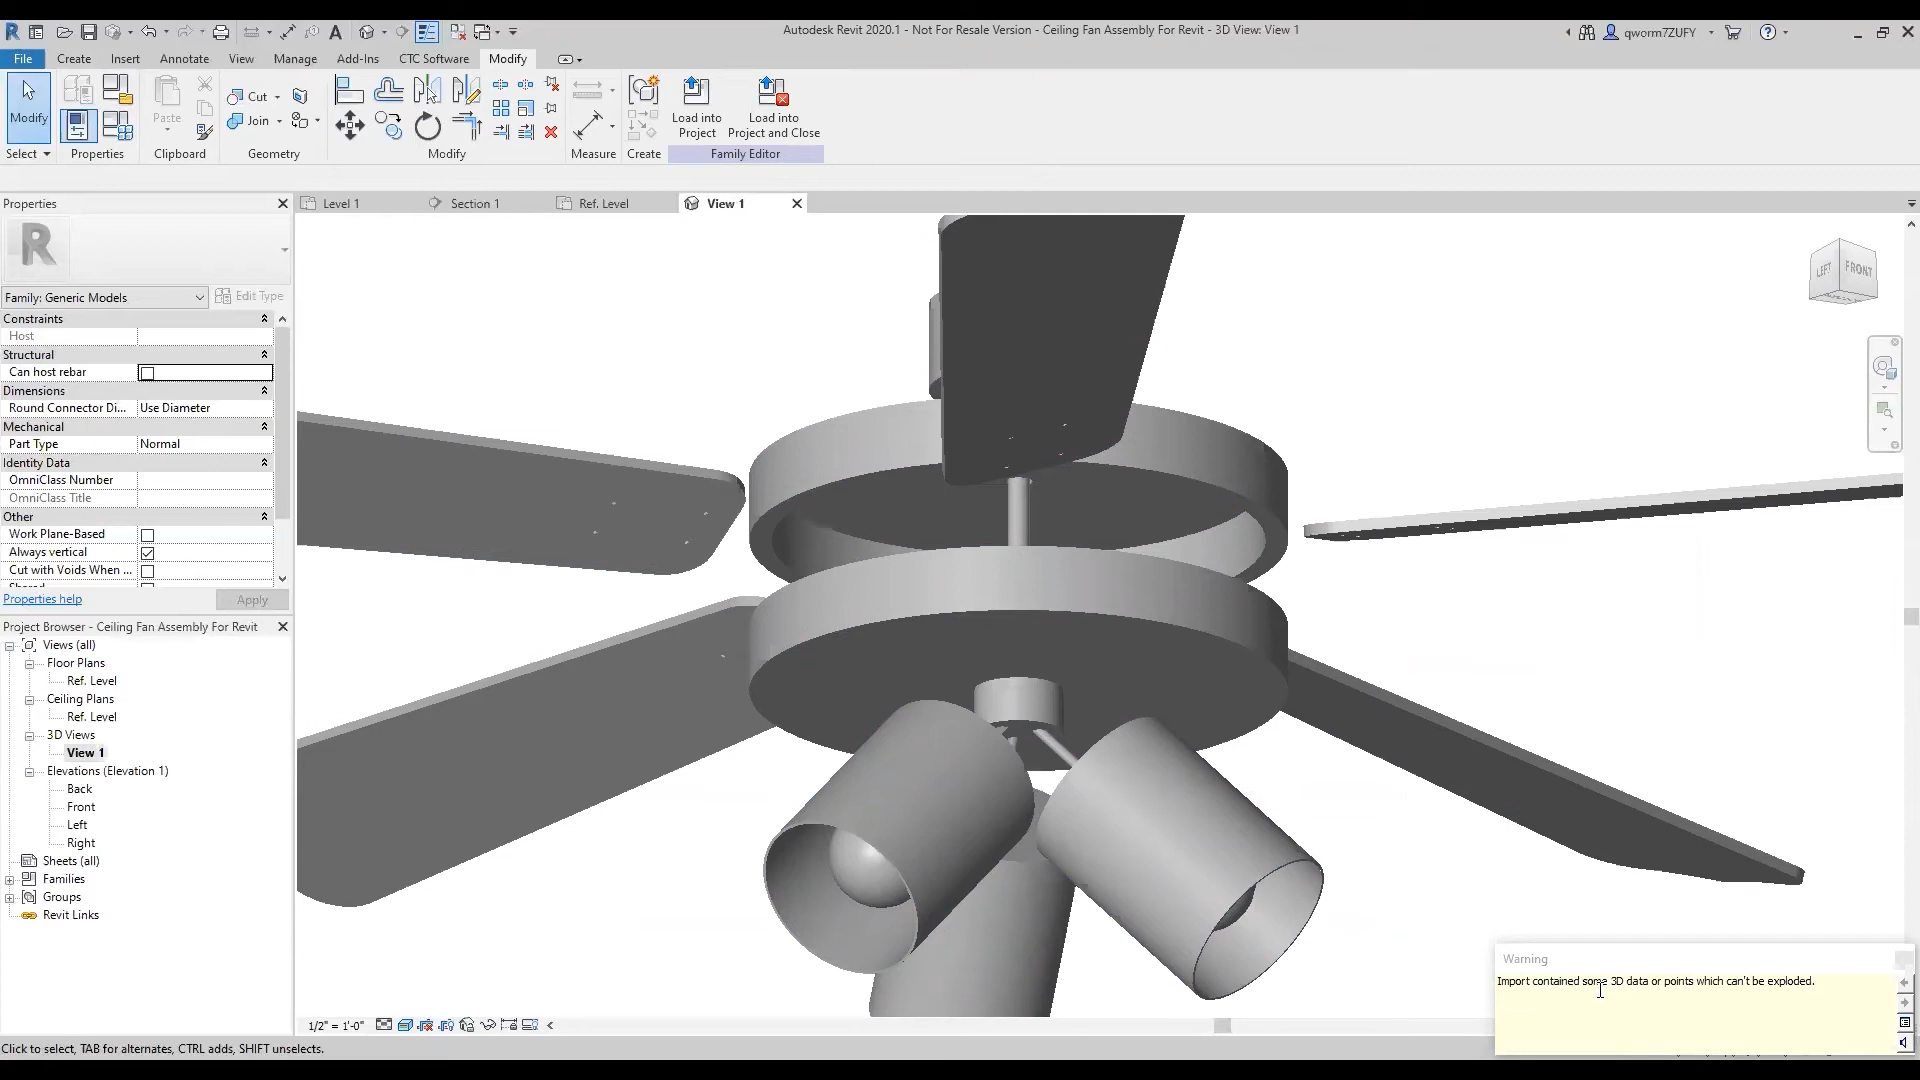 Autodesk Revit 2020.1 - Not For Resale Version - Ceiling Fan Assembly For Revit - 3D View: View 1
qworm7ZUFY
File Create Insert Annotate View Manage Add-Ins CTC Software Modify
Modify
Paste
Cut
Join
Load into Project
Load into Project and Close
Select Properties Clipboard Geometry Modify Measure Create Family Editor
Properties
Level 1 Section 1 Ref. Level View 1
R
Family: Generic Models Edit Type
Constraints
Host
Structural
Can host rebar
Dimensions
Round Connector Di... Use Diameter
Mechanical
Part Type Normal
Identity Data
OmniClass Number
OmniClass Title
Other
Work Plane-Based
Always vertical
Cut with Voids When ...
Properties help Apply
Project Browser - Ceiling Fan Assembly For Revit
Views (all)
Floor Plans
Ref. Level
Ceiling Plans
Ref. Level
3D Views
View 1
Elevations (Elevation 1)
Back
Front
Left
Right
Sheets (all)
Families
Groups
Revit Links
LEFT FRONT
Warning
Import contained some 3D data or points which can't be exploded.
1/2" = 1'-0"
Click to select, TAB for alternates, CTRL adds, SHIFT unselects.